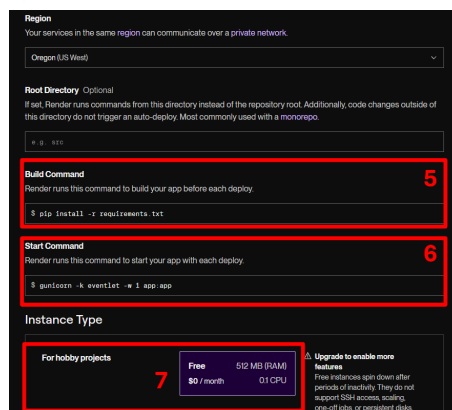 Region
Your services in the same region can communicate over a private network.
Oregon (US West)
Root Directory Optional
If set, Render runs commands from this directory instead of the repository root. Additionally, code changes outside of
this directory do not trigger an auto-deploy. Most commonly used with a monorepo.
e.g. src
Build Command
5
Render runs this command to build your app before each deploy.
$ pip install -r requirements.txt
Start Command
6
Render runs this command to start your app with each deploy.
$ gunicorn -k eventlet -w 1 app:app
Instance Type
For hobby projects
7
Free 512 MB (RAM)
$0 / month 0.1 CPU
Upgrade to enable more
features
Free instances spin down after
periods of inactivity. They do not
support SSH access, scaling,
one-off jobs, or persistent disks.